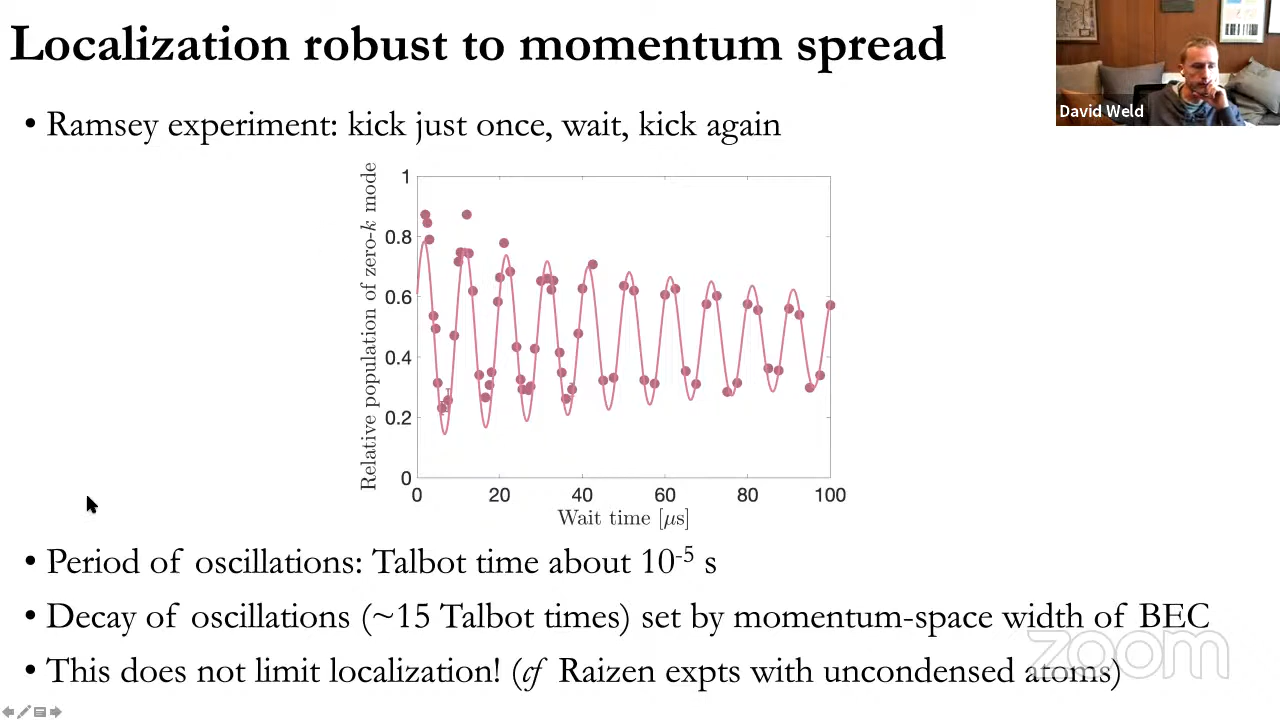 Localization robust to momentum spread
David Weld
• Ramsey experiment: kick just once, wait, kick again
Relative population of zero-k mode
1
0.8
0.6
0.4
0.2
0
0 20 40 60 80 100
Wait time [μs]
• Period of oscillations: Talbot time about 10⁻⁵ s
• Decay of oscillations (~15 Talbot times) set by momentum-space width of BEC
• This does not limit localization! (cf Raizen expts with uncondensed atoms)
zoom